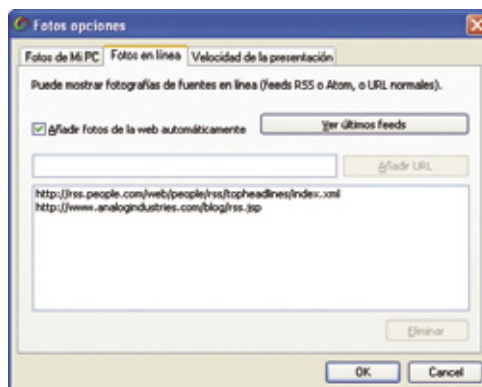 Fotos opciones
Fotos de Mi PC Fotos en línea Velocidad de la presentación
Puede mostrar fotografías de fuentes en línea (feeds RSS o Atom, o URL normales).
Añadir fotos de la web automáticamente Ver últimos feeds
Añadir URL
http://rss.people.com/web/people/rss/topheadlines/index.xml
http://www.analogindustries.com/blog/rss.jsp
Eliminar
OK Cancel